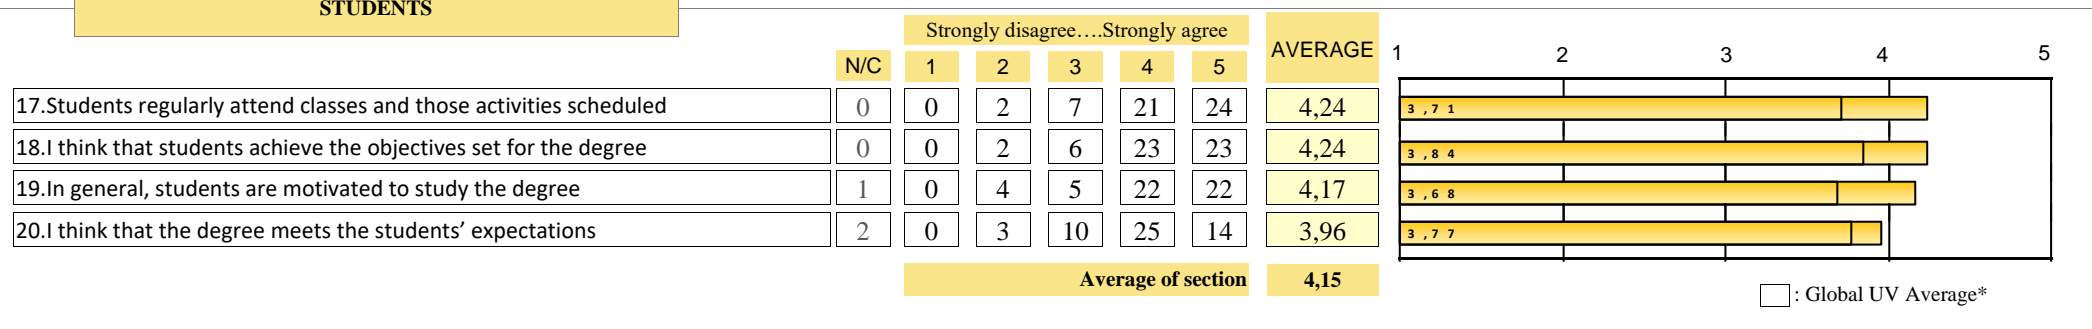 STUDENTS
Strongly disagree….Strongly agree
AVERAGE
N/C 1 2 3 4 5
1 2 3 4 5
17.Students regularly attend classes and those activities scheduled 0 0 2 7 21 24 4,24 3,71
18.I think that students achieve the objectives set for the degree 0 0 2 6 23 23 4,24 3,84
19.In general, students are motivated to study the degree 1 0 4 5 22 22 4,17 3,68
20.I think that the degree meets the students’ expectations 2 0 3 10 25 14 3,96 3,77
Average of section 4,15
: Global UV Average*